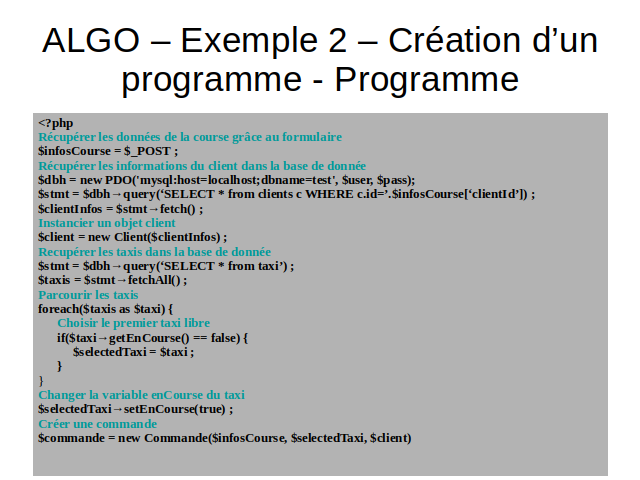 ALGO – Exemple 2 – Création d’un
programme - Programme
<?php
Récupérer les données de la course grâce au formulaire
$infosCourse = $_POST ;
Récupérer les informations du client dans la base de donnée
$dbh = new PDO('mysql:host=localhost;dbname=test', $user, $pass);
$stmt = $dbh→query(‘SELECT * from clients c WHERE c.id=’.$infosCourse[‘clientId’]) ;
$clientInfos = $stmt→fetch() ;
Instancier un objet client
$client = new Client($clientInfos) ;
Recupérer les taxis dans la base de donnée
$stmt = $dbh→query(‘SELECT * from taxi’) ;
$taxis = $stmt→fetchAll() ;
Parcourir les taxis
foreach($taxis as $taxi) {
Choisir le premier taxi libre
if($taxi→getEnCourse() == false) {
$selectedTaxi = $taxi ;
}
}
Changer la variable enCourse du taxi
$selectedTaxi→setEnCourse(true) ;
Créer une commande
$commande = new Commande($infosCourse, $selectedTaxi, $client)